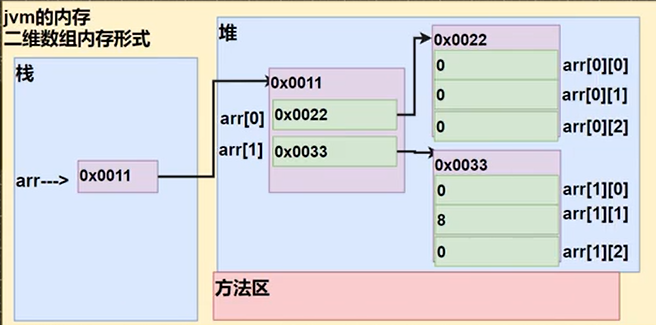 jvm的内存
二维数组内存形式
栈
arr--->
0x0011
堆
0x0011
arr[0]
0x0022
arr[1]
0x0033
0x0022
0
arr[0][0]
0
arr[0][1]
0
arr[0][2]
0x0033
0
arr[1][0]
8
arr[1][1]
0
arr[1][2]
方法区